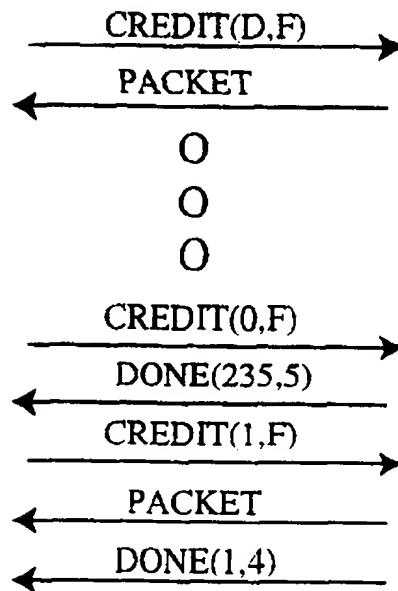 CREDIT(D,F)
PACKET
O
O
O
CREDIT(0,F)
DONE(235,5)
CREDIT(1,F)
PACKET
DONE(1,4)